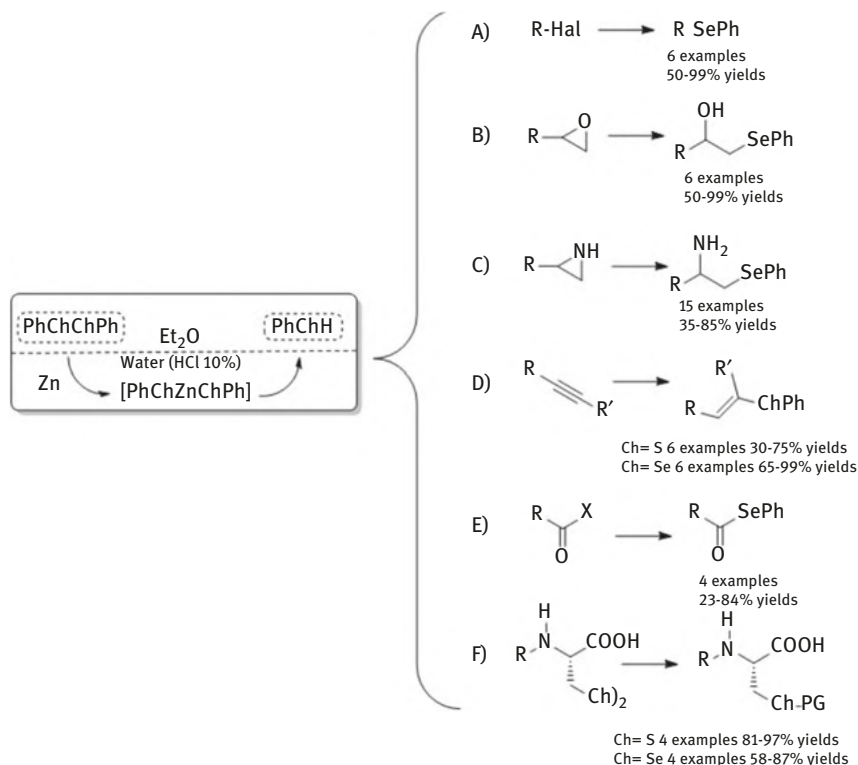 PhChChPh
Et2O
PhChH
Water (HCl 10%)
Zn
[PhChZnChPh]
A)
R-Hal
R SePh
6 examples
50-99% yields
B)
R
O
OH
R
SePh
6 examples
50-99% yields
C)
R
NH
NH2
R
SePh
15 examples
35-85% yields
D)
R
R′
R′
R
ChPh
Ch= S 6 examples 30-75% yields
Ch= Se 6 examples 65-99% yields
E)
R
X
O
R
SePh
O
4 examples
23-84% yields
F)
H
R
N
COOH
Ch)2
H
R
N
COOH
Ch-PG
Ch= S 4 examples 81-97% yields
Ch= Se 4 examples 58-87% yields